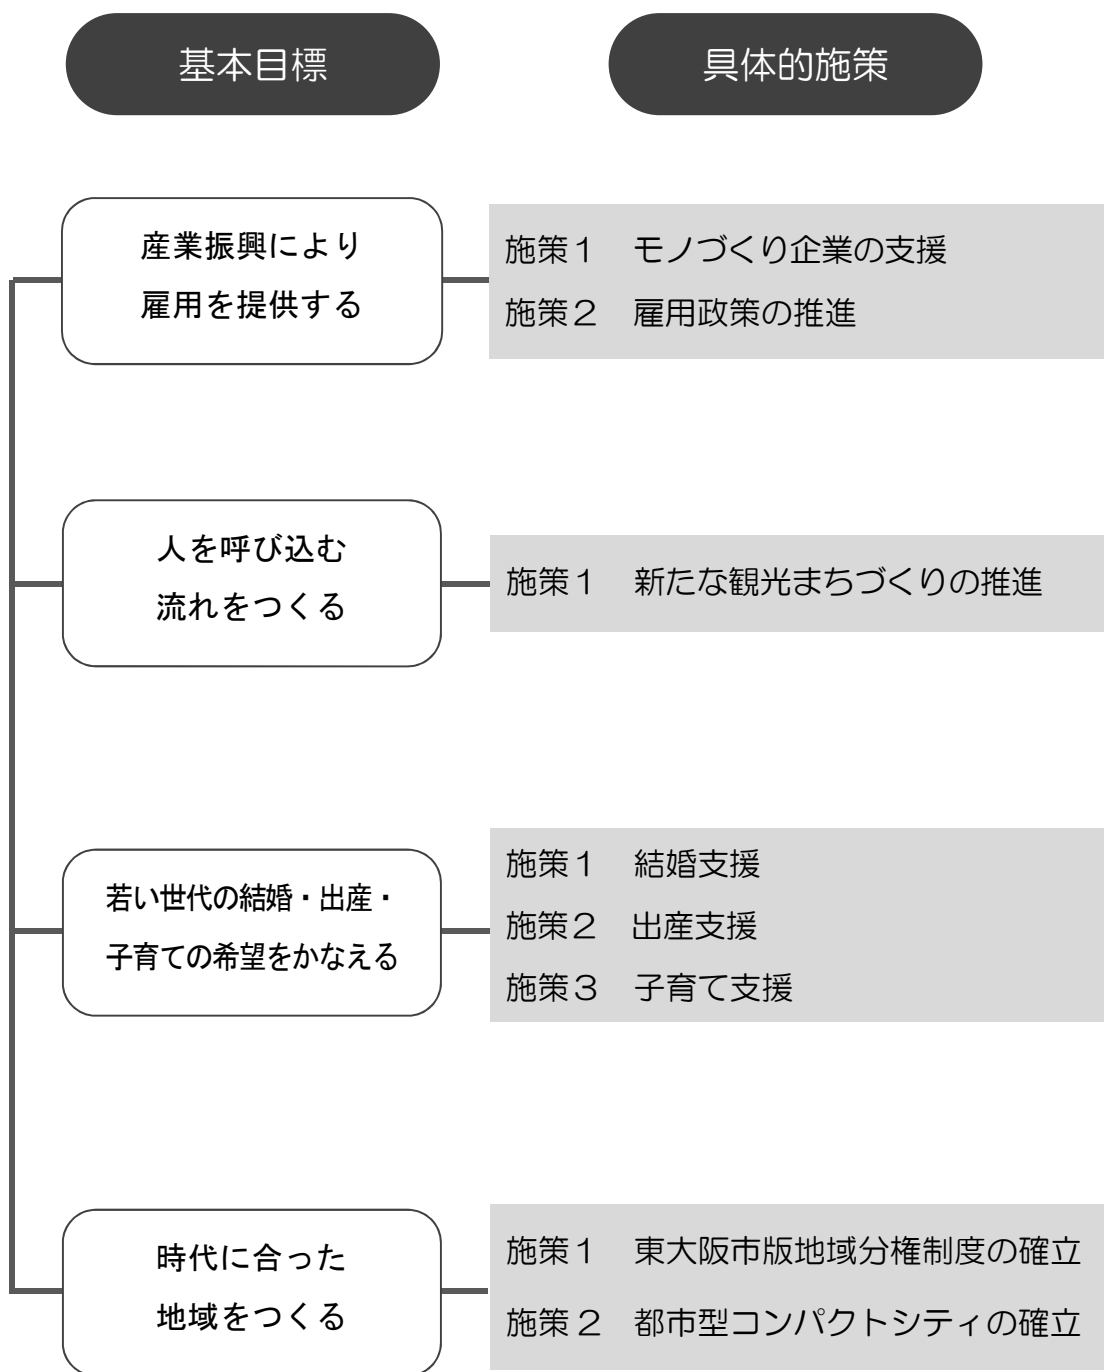 基本目標
具体的施策
産業振興により
雇用を提供する
施策１　モノづくり企業の支援
施策２　雇用政策の推進
人を呼び込む
流れをつくる
施策１　新たな観光まちづくりの推進
若い世代の結婚・出産・
子育ての希望をかなえる
施策１　結婚支援
施策２　出産支援
施策３　子育て支援
時代に合った
地域をつくる
施策１　東大阪市版地域分権制度の確立
施策２　都市型コンパクトシティの確立